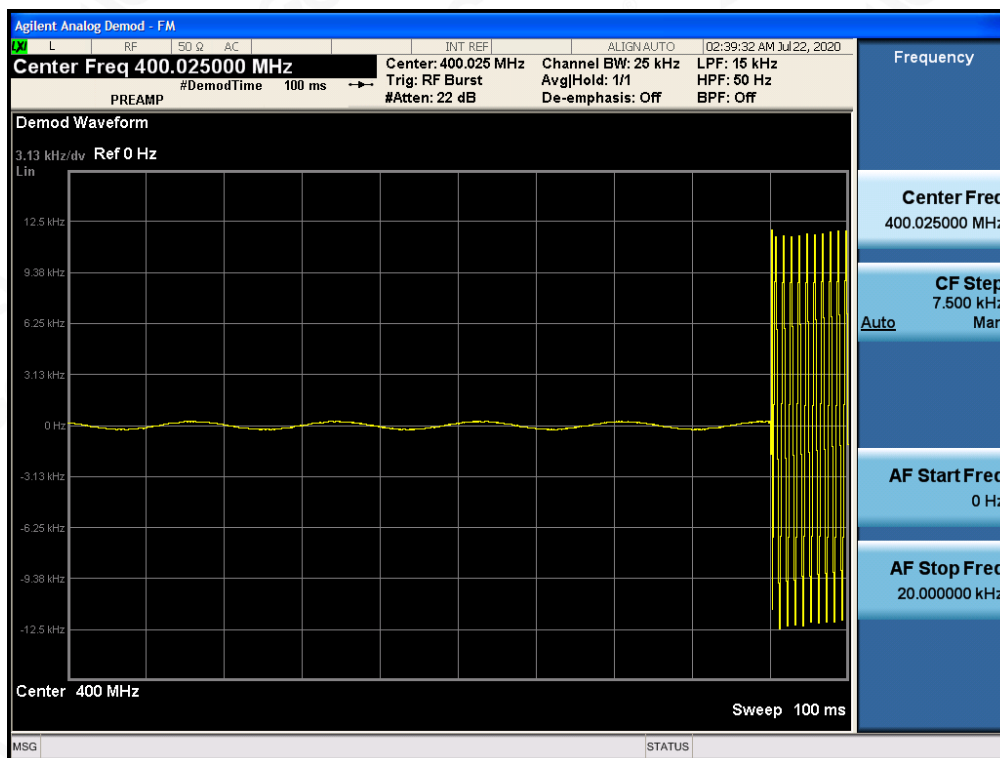 Agilent Analog Demod - FM
LXI L RF 50 Ω AC INT REF ALIGN AUTO 02:39:32 AM Jul 22, 2020
Center Freq 400.025000 MHz
#DemodTime 100 ms
PREAMP
Center: 400.025 MHz Channel BW: 25 kHz LPF: 15 kHz
Trig: RF Burst Avg|Hold: 1/1 HPF: 50 Hz
#Atten: 22 dB De-emphasis: Off BPF: Off
Demod Waveform
3.13 kHz/dv Ref 0 Hz
Lin
12.5 kHz
9.38 kHz
6.25 kHz
3.13 kHz
0 Hz
-3.13 kHz
-6.25 kHz
-9.38 kHz
-12.5 kHz
Center 400 MHz
Sweep 100 ms
MSG STATUS
Frequency
Center Freq
400.025000 MHz
CF Step
7.500 kHz
Auto Man
AF Start Freq
0 Hz
AF Stop Freq
20.000000 kHz